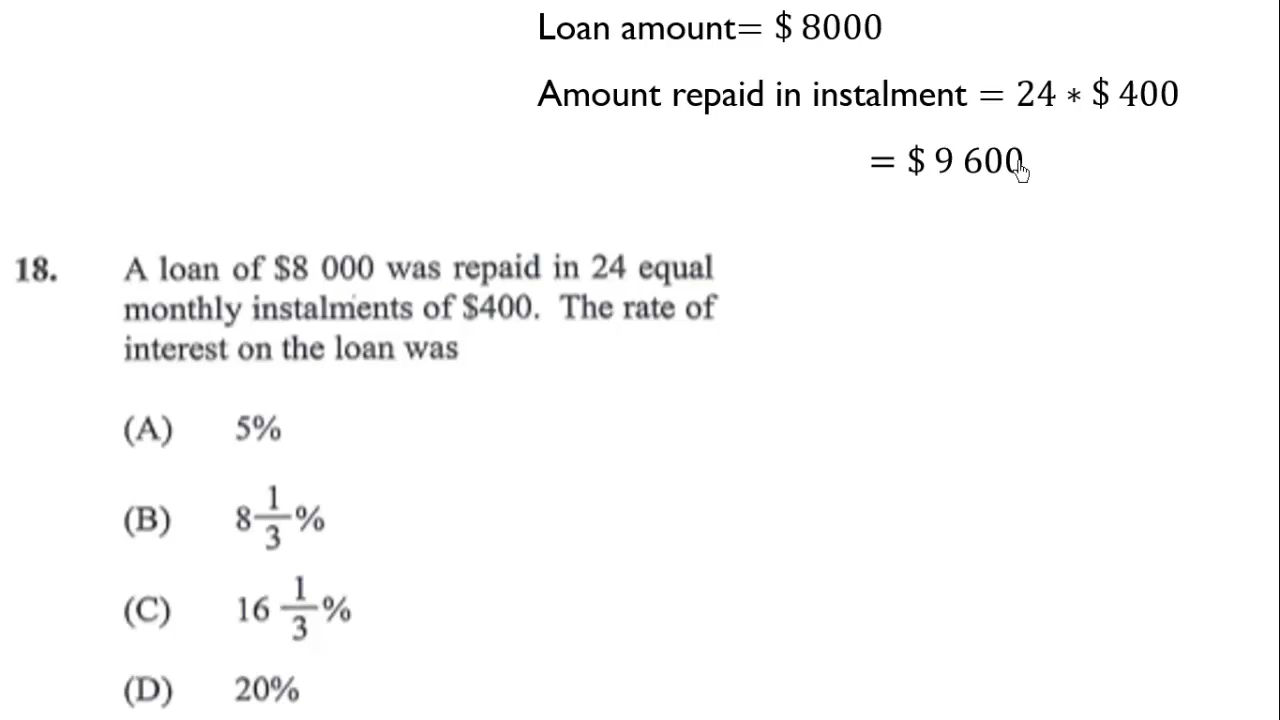 Loan amount= $ 8000
Amount repaid in instalment = 24 ∗ $ 400
= $ 9 600
18. A loan of $8 000 was repaid in 24 equal
monthly instalments of $400. The rate of
interest on the loan was
(A) 5%
(B) 8 1/3 %
(C) 16 1/3 %
(D) 20%